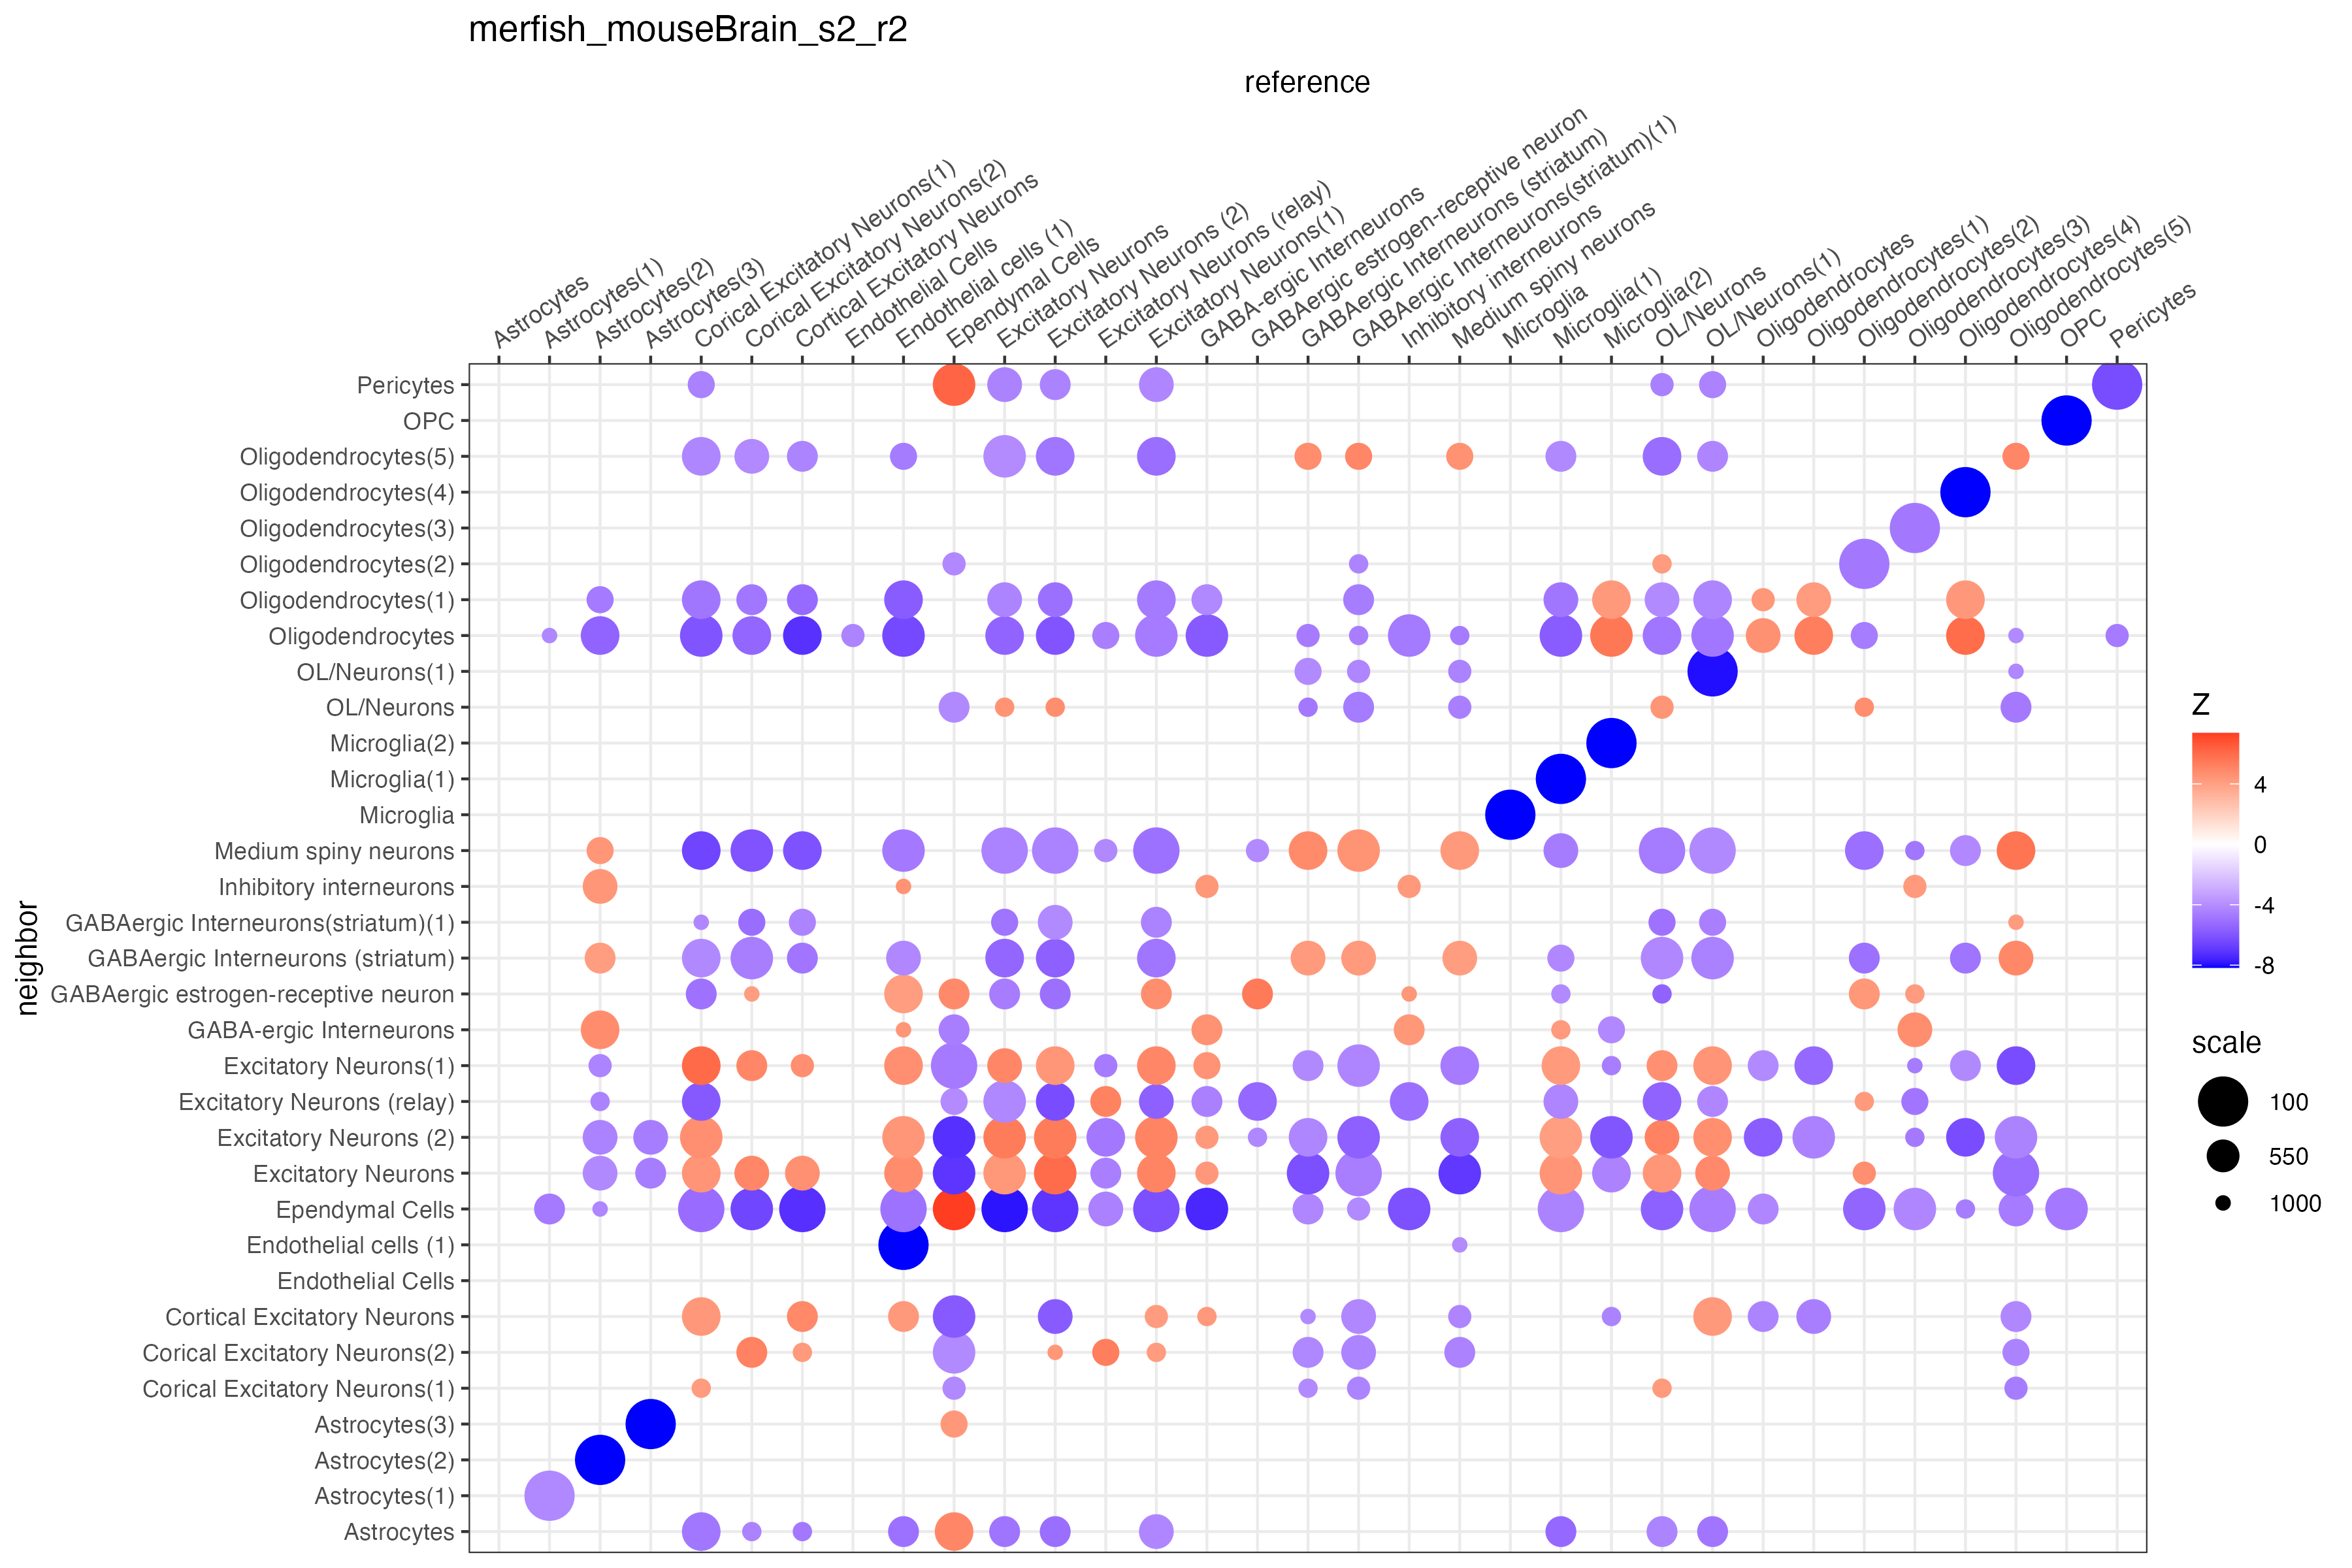 merfish_mouseBrain_s2_r2
reference
Astrocytes
Astrocytes(1)
Astrocytes(2)
Astrocytes(3)
Corical Excitatory Neurons(1)
Corical Excitatory Neurons(2)
Cortical Excitatory Neurons
Endothelial Cells
Endothelial cells (1)
Ependymal Cells
Excitatory Neurons
Excitatory Neurons (2)
Excitatory Neurons (relay)
Excitatory Neurons(1)
GABA-ergic Interneurons
GABAergic estrogen-receptive neuron
GABAergic Interneurons (striatum)
GABAergic Interneurons(striatum)(1)
Inhibitory interneurons
Medium spiny neurons
Microglia
Microglia(1)
Microglia(2)
OL/Neurons
OL/Neurons(1)
Oligodendrocytes
Oligodendrocytes(1)
Oligodendrocytes(2)
Oligodendrocytes(3)
Oligodendrocytes(4)
Oligodendrocytes(5)
OPC
Pericytes
neighbor
Pericytes
OPC
Oligodendrocytes(5)
Oligodendrocytes(4)
Oligodendrocytes(3)
Oligodendrocytes(2)
Oligodendrocytes(1)
Oligodendrocytes
OL/Neurons(1)
OL/Neurons
Microglia(2)
Microglia(1)
Microglia
Medium spiny neurons
Inhibitory interneurons
GABAergic Interneurons(striatum)(1)
GABAergic Interneurons (striatum)
GABAergic estrogen-receptive neuron
GABA-ergic Interneurons
Excitatory Neurons(1)
Excitatory Neurons (relay)
Excitatory Neurons (2)
Excitatory Neurons
Ependymal Cells
Endothelial cells (1)
Endothelial Cells
Cortical Excitatory Neurons
Corical Excitatory Neurons(2)
Corical Excitatory Neurons(1)
Astrocytes(3)
Astrocytes(2)
Astrocytes(1)
Astrocytes
Z
4
0
-4
-8
scale
100
550
1000